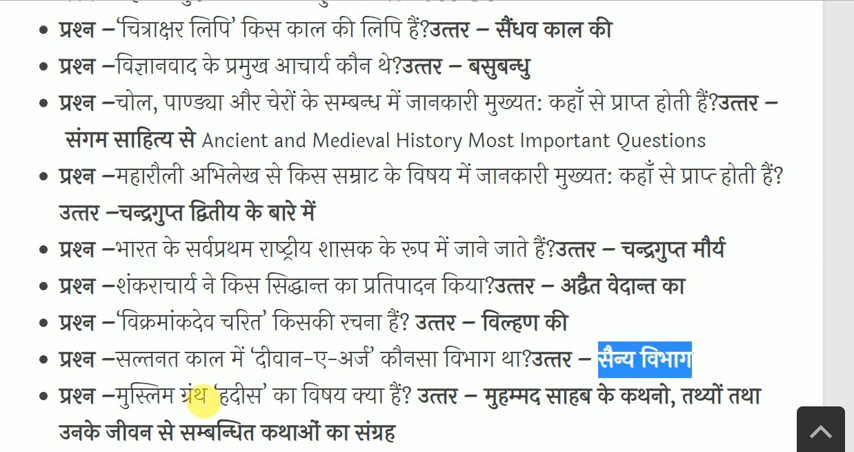 प्रश्न –‘चित्राक्षर लिपि’ किस काल की लिपि हैं?उत्तर – सैंधव काल की
प्रश्न –विज्ञानवाद के प्रमुख आचार्य कौन थे?उत्तर – बसुबन्धु
प्रश्न –चोल, पाण्ड्या और चेरों के सम्बन्ध में जानकारी मुख्यत: कहाँ से प्राप्त होती हैं?उत्तर –
संगम साहित्य से Ancient and Medieval History Most Important Questions
प्रश्न –महारौली अभिलेख से किस सम्राट के विषय में जानकारी मुख्यत: कहाँ से प्राप्त होती हैं?
उत्तर –चन्द्रगुप्त द्वितीय के बारे में
प्रश्न –भारत के सर्वप्रथम राष्ट्रीय शासक के रूप में जाने जाते हैं?उत्तर – चन्द्रगुप्त मौर्य
प्रश्न –शंकराचार्य ने किस सिद्धान्त का प्रतिपादन किया?उत्तर – अद्वैत वेदान्त का
प्रश्न –‘विक्रमांकदेव चरित’ किसकी रचना हैं? उत्तर – विल्हण की
प्रश्न –सल्तनत काल में ‘दीवान-ए-अर्ज’ कौनसा विभाग था?उत्तर – सैन्य विभाग
प्रश्न –मुस्लिम ग्रंथ ‘हदीस’ का विषय क्या हैं? उत्तर – मुहम्मद साहब के कथनो, तथ्यों तथा
उनके जीवन से सम्बन्धित कथाओं का संग्रह